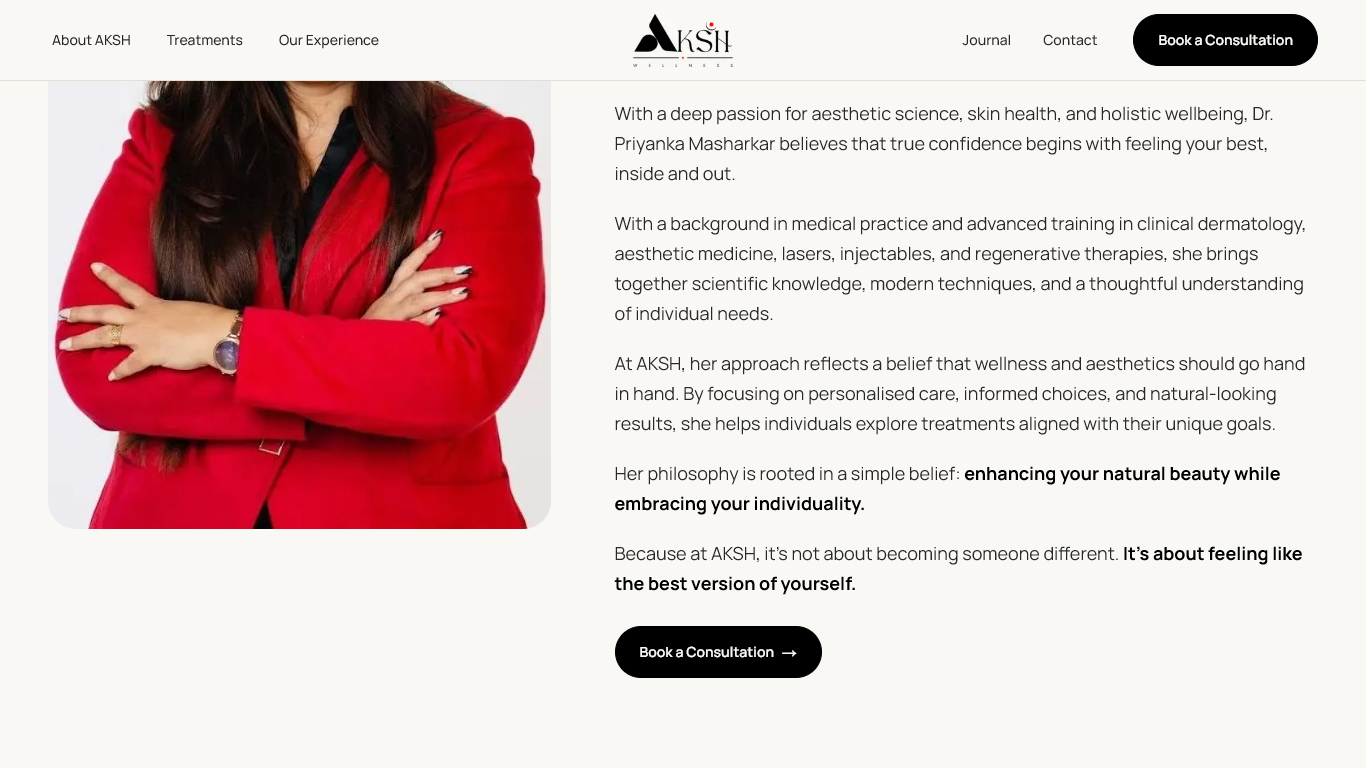 About AKSH
Treatments
Our Experience
AKSH
WELLNESS
Journal
Contact
Book a Consultation
With a deep passion for aesthetic science, skin health, and holistic wellbeing, Dr.
Priyanka Masharkar believes that true confidence begins with feeling your best,
inside and out.
With a background in medical practice and advanced training in clinical dermatology,
aesthetic medicine, lasers, injectables, and regenerative therapies, she brings
together scientific knowledge, modern techniques, and a thoughtful understanding
of individual needs.
At AKSH, her approach reflects a belief that wellness and aesthetics should go hand
in hand. By focusing on personalised care, informed choices, and natural-looking
results, she helps individuals explore treatments aligned with their unique goals.
Her philosophy is rooted in a simple belief: enhancing your natural beauty while
embracing your individuality.
Because at AKSH, it’s not about becoming someone different. It’s about feeling like
the best version of yourself.
Book a Consultation →